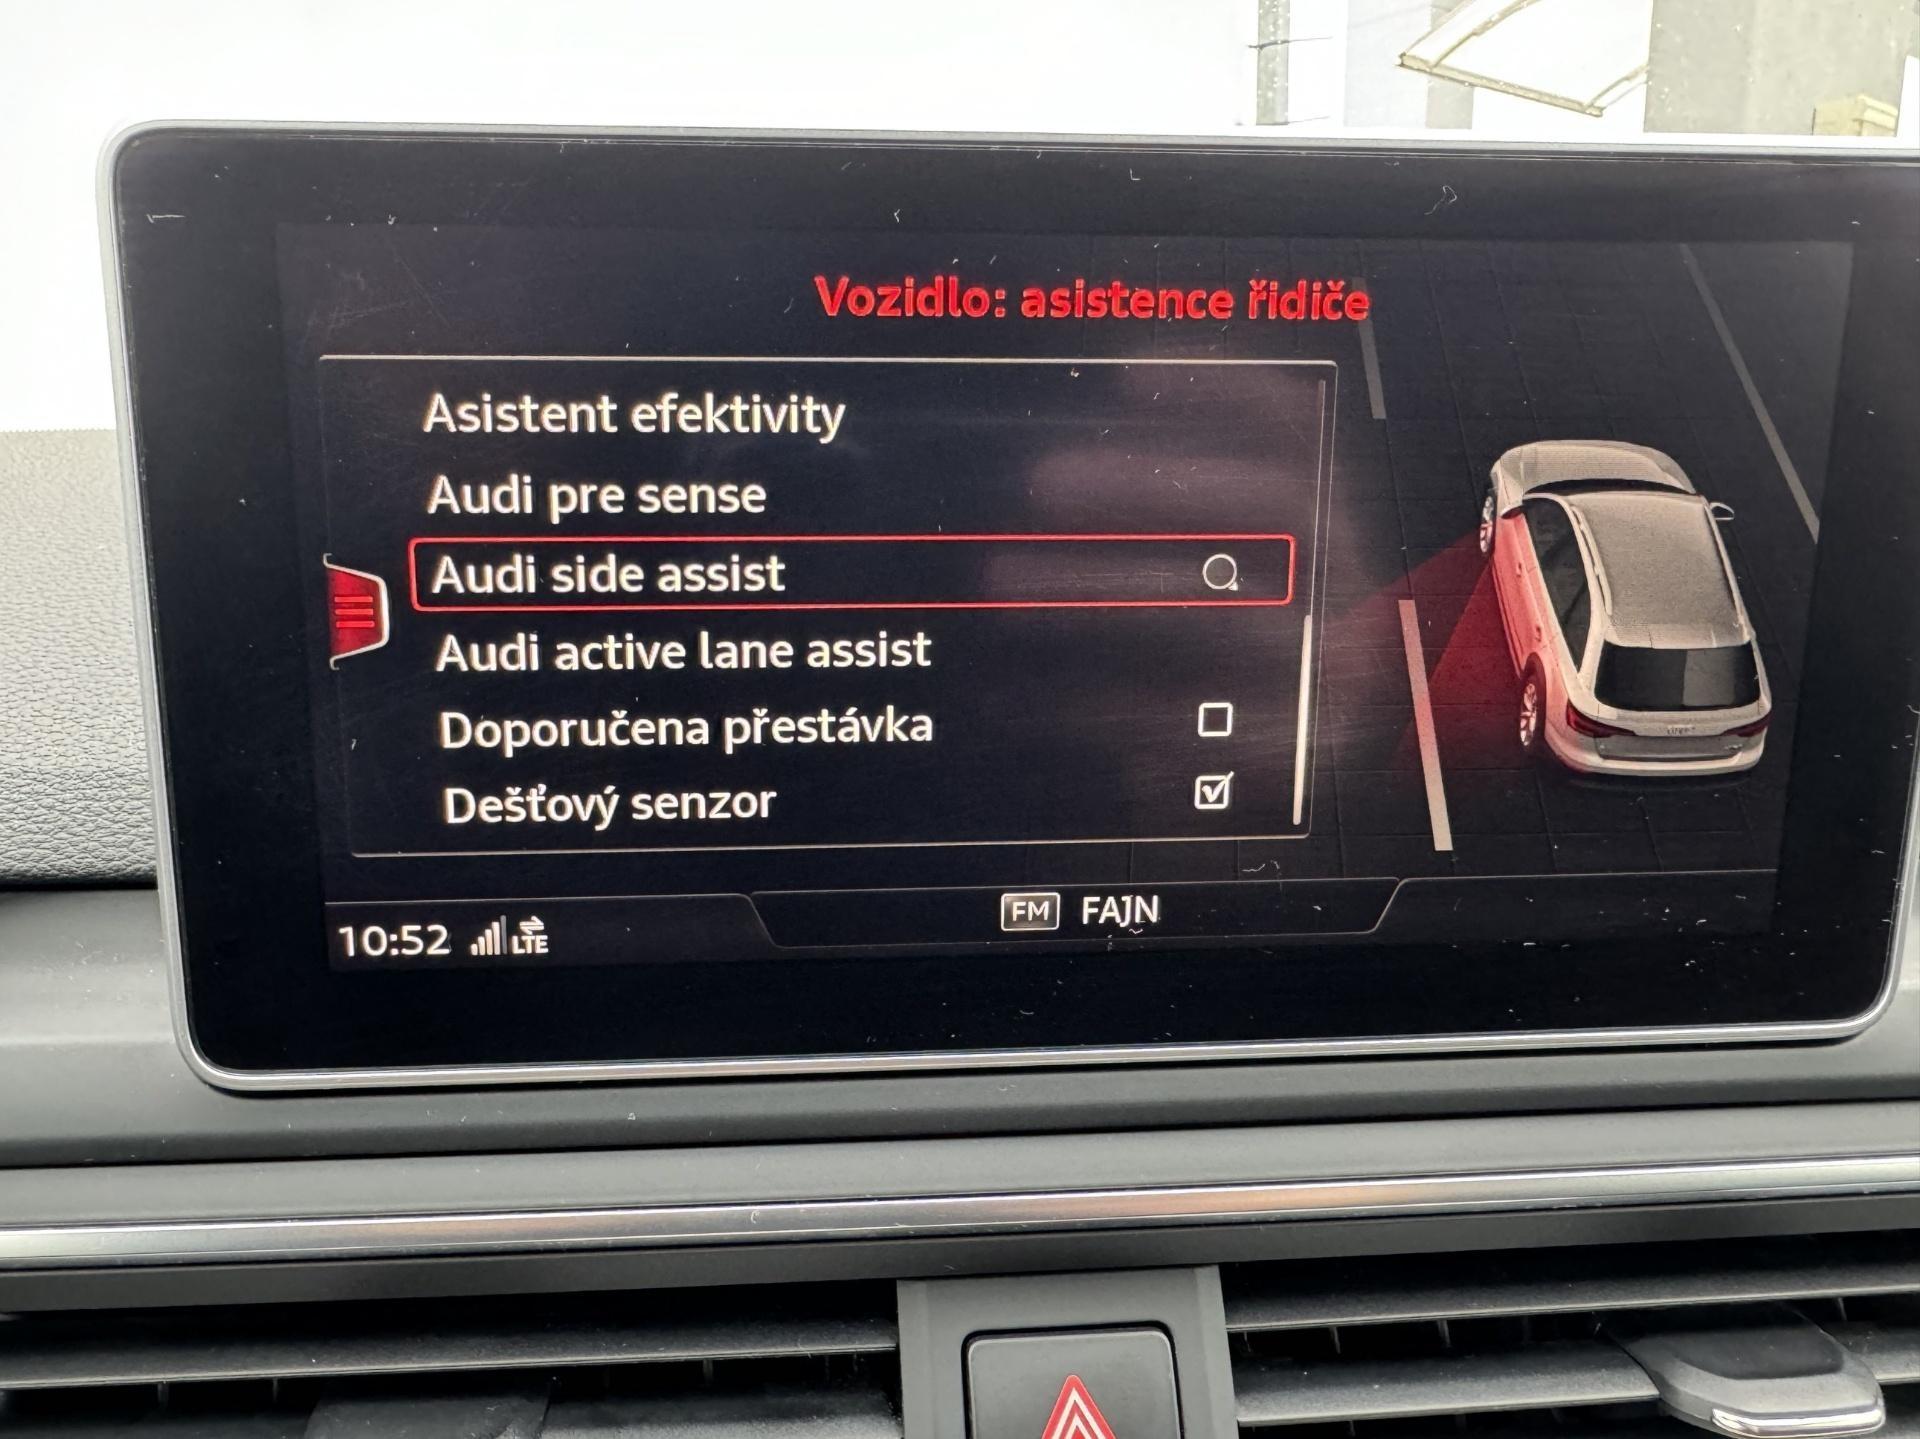 Vozidlo: asistence řidiče
Asistent efektivity
Audi pre sense
Audi side assist
Audi active lane assist
Doporučena přestávka
Dešťový senzor
10:52 LTE
FM FAJN